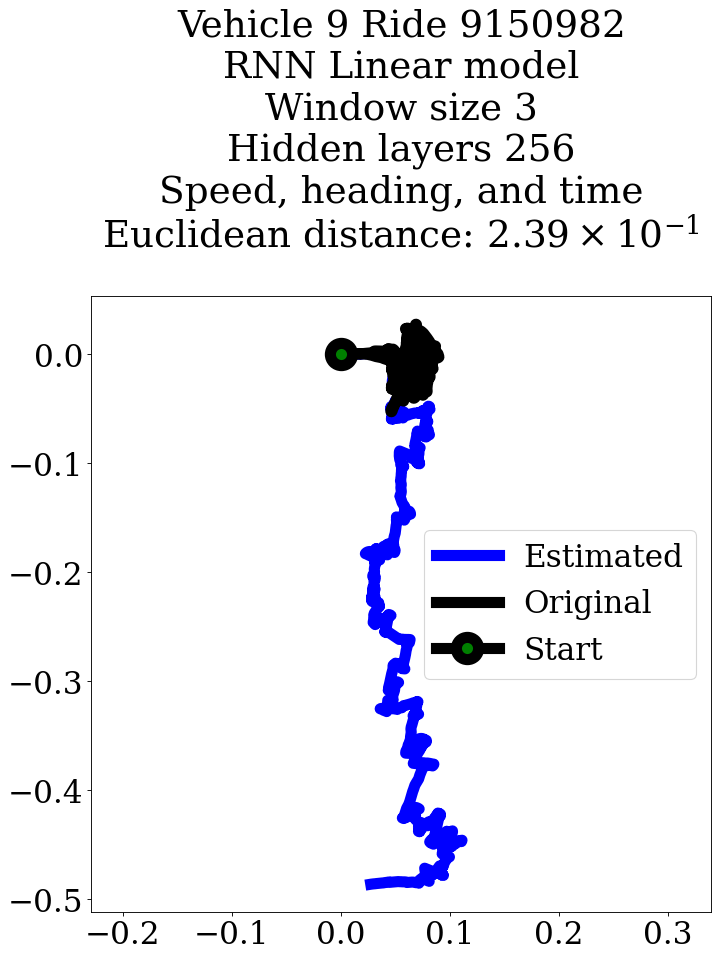 Vehicle 9 Ride 9150982
RNN Linear model
Window size 3
Hidden layers 256
Speed, heading, and time
Euclidean distance: 2.39 × 10⁻¹
0.0
−0.1
−0.2
−0.3
−0.4
−0.5
Estimated
Original
Start
−0.2 −0.1 0.0 0.1 0.2 0.3